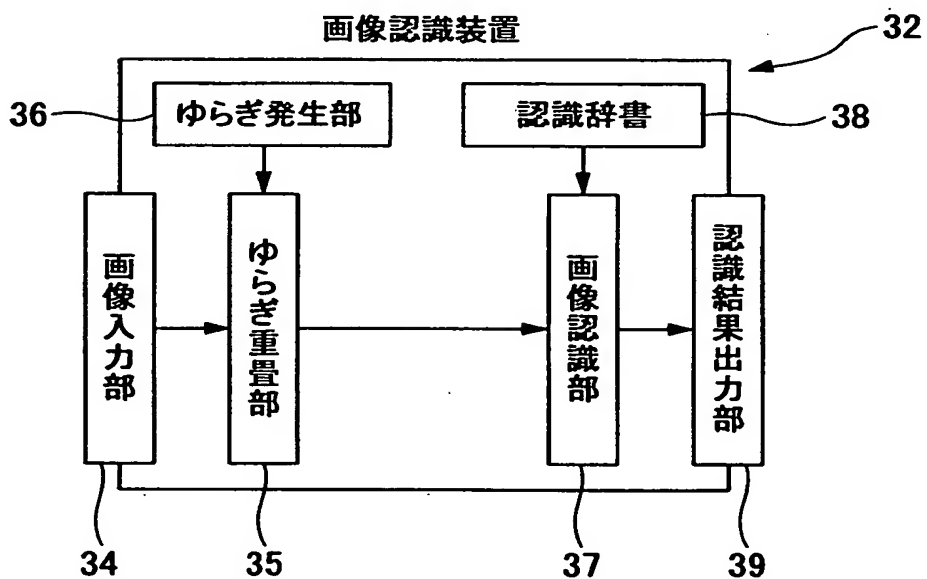 画像認識装置
32
36
ゆらぎ発生部
認識辞書
38
画像入力部
ゆらぎ重畳部
画像認識部
認識結果出力部
34
35
37
39